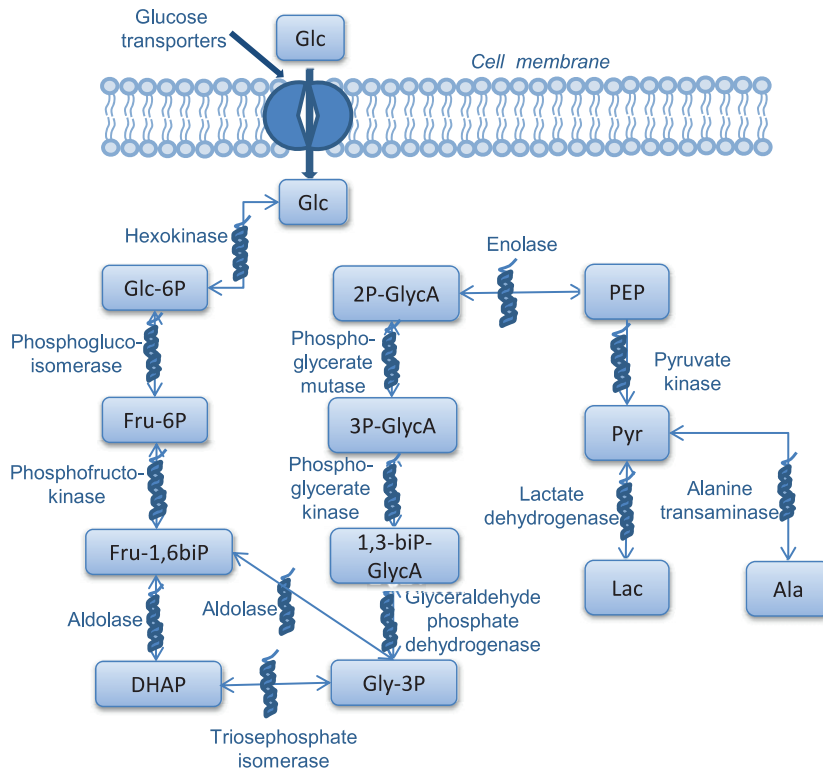 Glucose
transporters
Glc
Cell membrane
Glc
Hexokinase
Glc-6P
Phosphogluco-
isomerase
Fru-6P
Phosphofructo-
kinase
Fru-1,6biP
Aldolase
Aldolase
DHAP
Triosephosphate
isomerase
Gly-3P
Glyceraldehyde
phosphate
dehydrogenase
1,3-biP-
GlycA
Phospho-
glycerate
kinase
3P-GlycA
Phospho-
glycerate
mutase
2P-GlycA
Enolase
PEP
Pyruvate
kinase
Pyr
Lactate
dehydrogenase
Alanine
transaminase
Lac
Ala